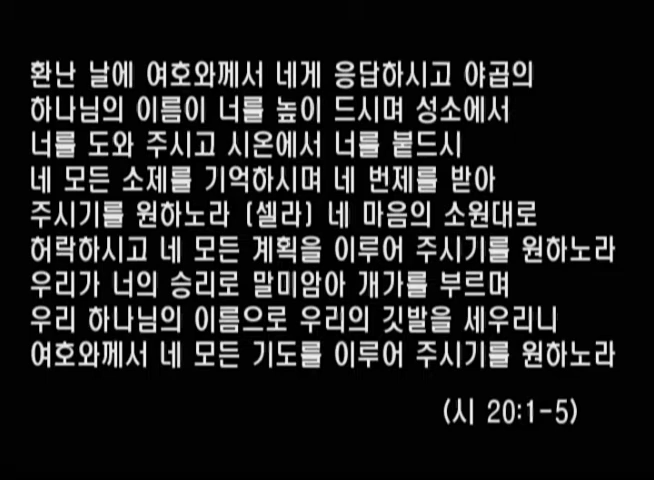 환난 날에 여호와께서 네게 응답하시고 야곱의
하나님의 이름이 너를 높이 드시며 성소에서
너를 도와 주시고 시온에서 너를 붙드시
네 모든 소제를 기억하시며 네 번제를 받아
주시기를 원하노라 (셀라) 네 마음의 소원대로
허락하시고 네 모든 계획을 이루어 주시기를 원하노라
우리가 너의 승리로 말미암아 개가를 부르며
우리 하나님의 이름으로 우리의 깃발을 세우리니
여호와께서 네 모든 기도를 이루어 주시기를 원하노라
(시 20:1-5)